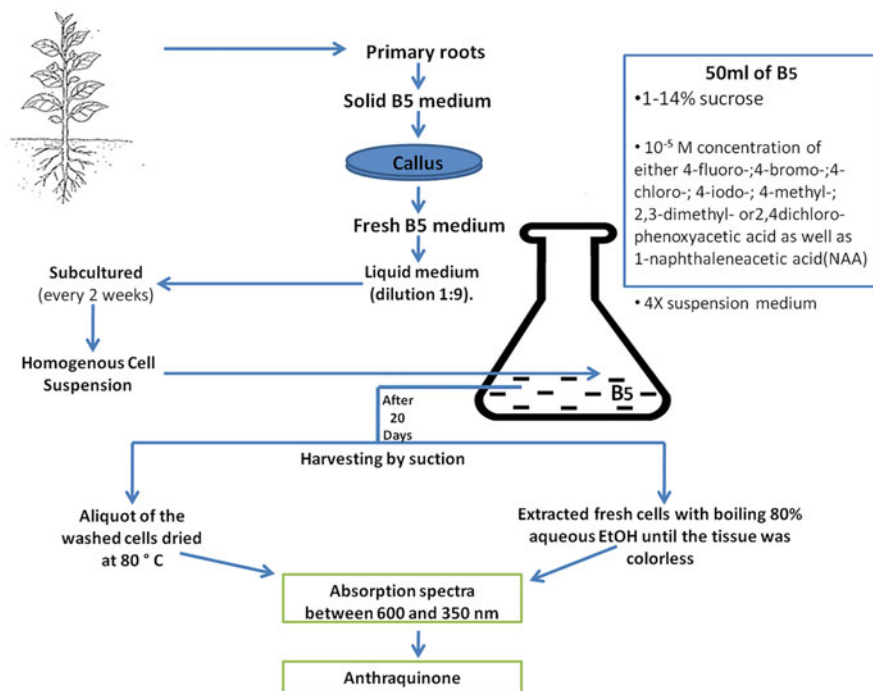 Primary roots
Solid B5 medium
Callus
Fresh B5 medium
Liquid medium
(dilution 1:9).
Subcultured
(every 2 weeks)
Homogenous Cell
Suspension
50ml of B5
•1-14% sucrose
• 10⁻⁵ M concentration of
either 4-fluoro-;4-bromo-;4-
chloro-; 4-iodo-; 4-methyl-;
2,3-dimethyl- or2,4dichloro-
phenoxyacetic acid as well as
1-naphthaleneacetic acid(NAA)
• 4X suspension medium
B5
After
20
Days
Harvesting by suction
Aliquot of the
washed cells dried
at 80 ° C
Extracted fresh cells with boiling 80%
aqueous EtOH until the tissue was
colorless
Absorption spectra
between 600 and 350 nm
Anthraquinone